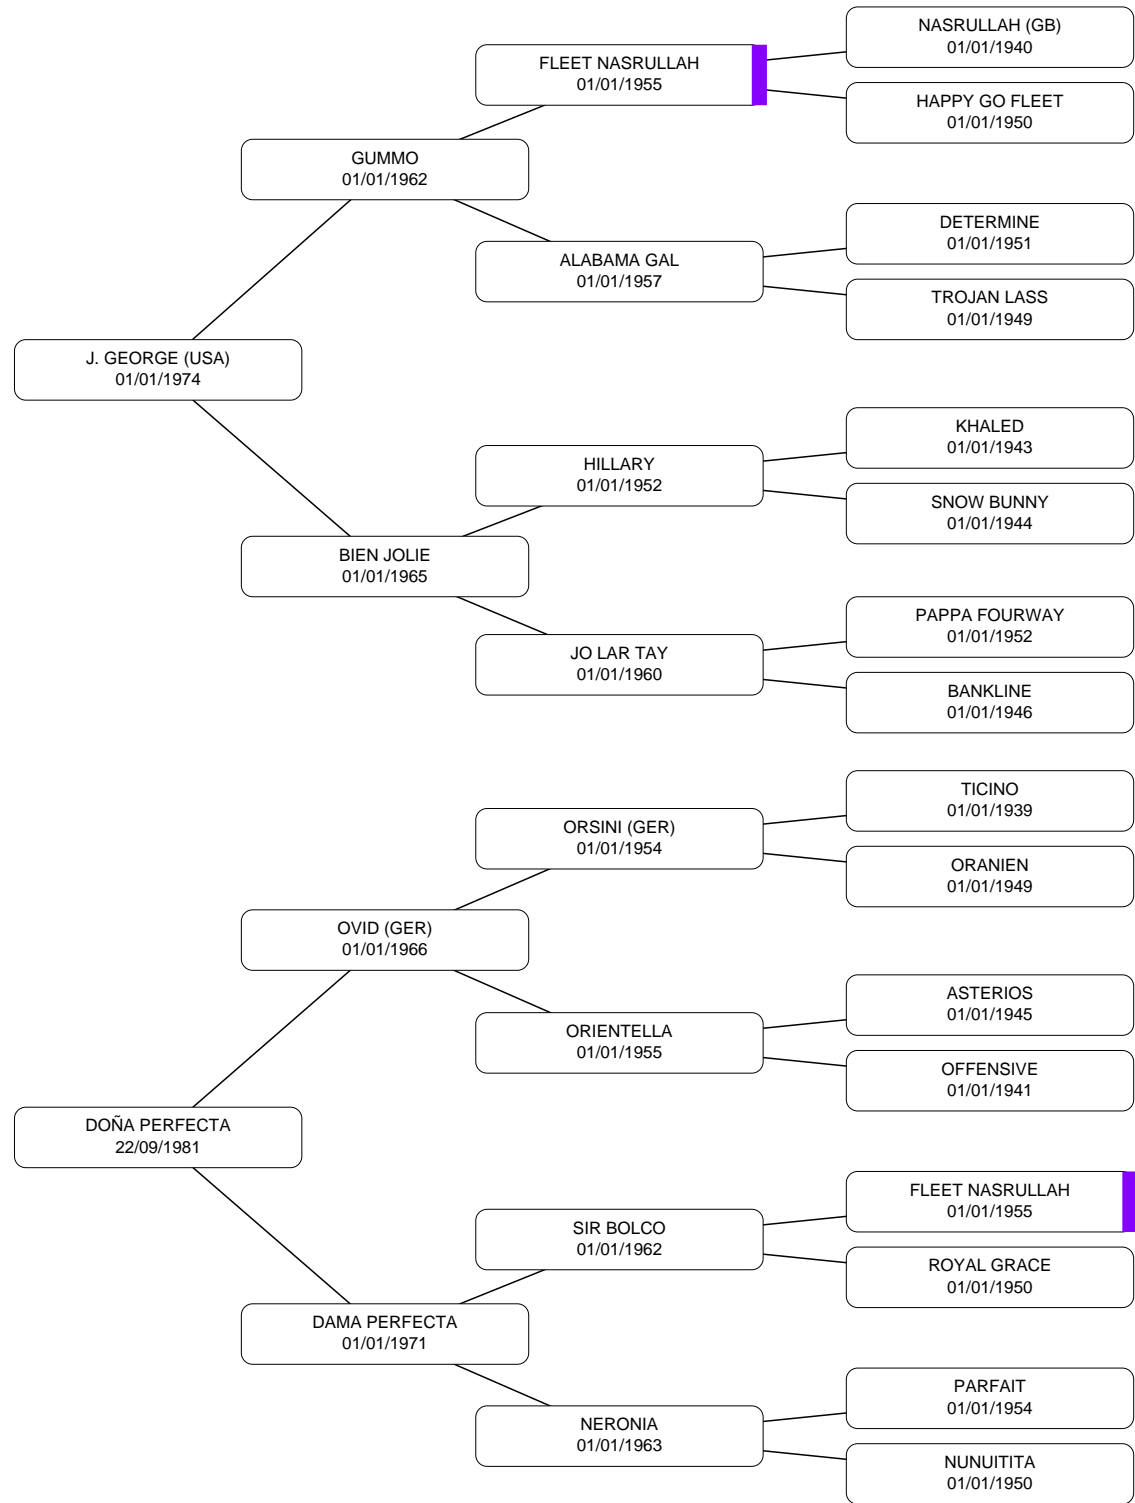 NASRULLAH (GB)
01/01/1940
FLEET NASRULLAH
01/01/1955
HAPPY GO FLEET
01/01/1950
GUMMO
01/01/1962
DETERMINE
01/01/1951
ALABAMA GAL
01/01/1957
TROJAN LASS
01/01/1949
J. GEORGE (USA)
01/01/1974
KHALED
01/01/1943
HILLARY
01/01/1952
SNOW BUNNY
01/01/1944
BIEN JOLIE
01/01/1965
PAPPA FOURWAY
01/01/1952
JO LAR TAY
01/01/1960
BANKLINE
01/01/1946
TICINO
01/01/1939
ORSINI (GER)
01/01/1954
ORANIEN
01/01/1949
OVID (GER)
01/01/1966
ASTERIOS
01/01/1945
ORIENTELLA
01/01/1955
OFFENSIVE
01/01/1941
DOÑA PERFECTA
22/09/1981
FLEET NASRULLAH
01/01/1955
SIR BOLCO
01/01/1962
ROYAL GRACE
01/01/1950
DAMA PERFECTA
01/01/1971
PARFAIT
01/01/1954
NERONIA
01/01/1963
NUNUITITA
01/01/1950